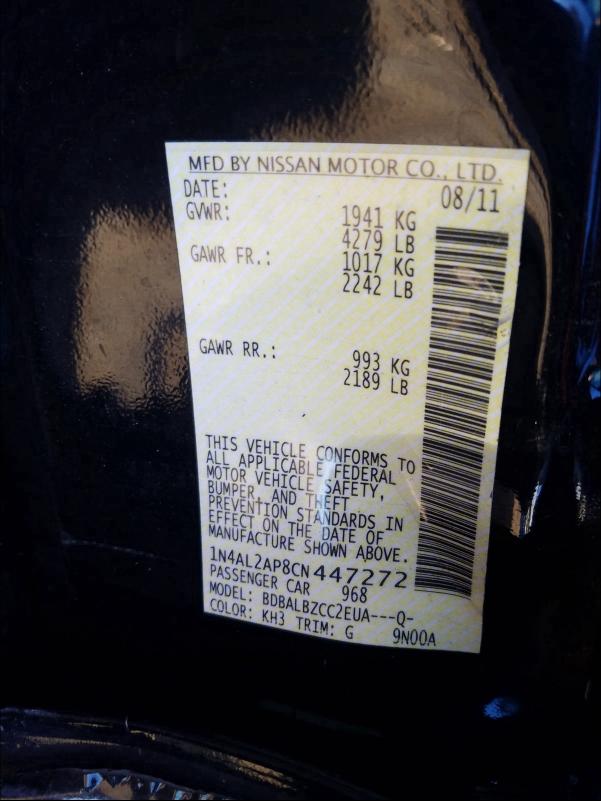 MFD BY NISSAN MOTOR CO., LTD.
DATE: 08/11
GVWR: 1941 KG
4279 LB
GAWR FR.: 1017 KG
2242 LB
GAWR RR.: 993 KG
2189 LB
THIS VEHICLE CONFORMS TO
ALL APPLICABLE FEDERAL
MOTOR VEHICLE SAFETY,
BUMPER, AND THEFT
PREVENTION STANDARDS IN
EFFECT ON THE DATE OF
MANUFACTURE SHOWN ABOVE.
1N4AL2AP8CN447272
PASSENGER CAR 968
MODEL: BDBALBZCC2EUA---Q-
COLOR: KH3 TRIM: G 9N00A